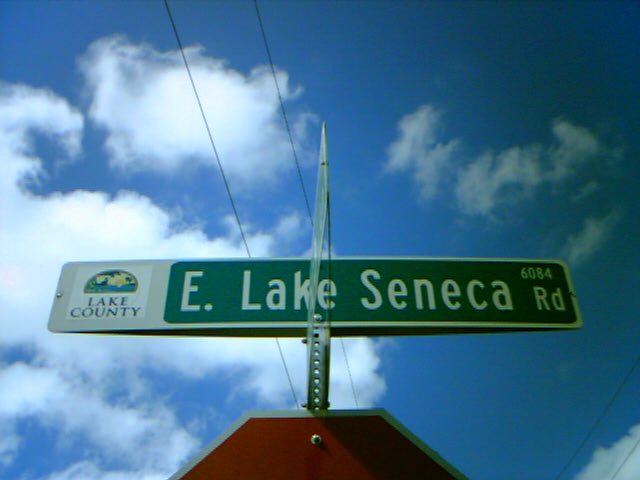 LAKE
COUNTY
E. Lake Seneca Rd
6084